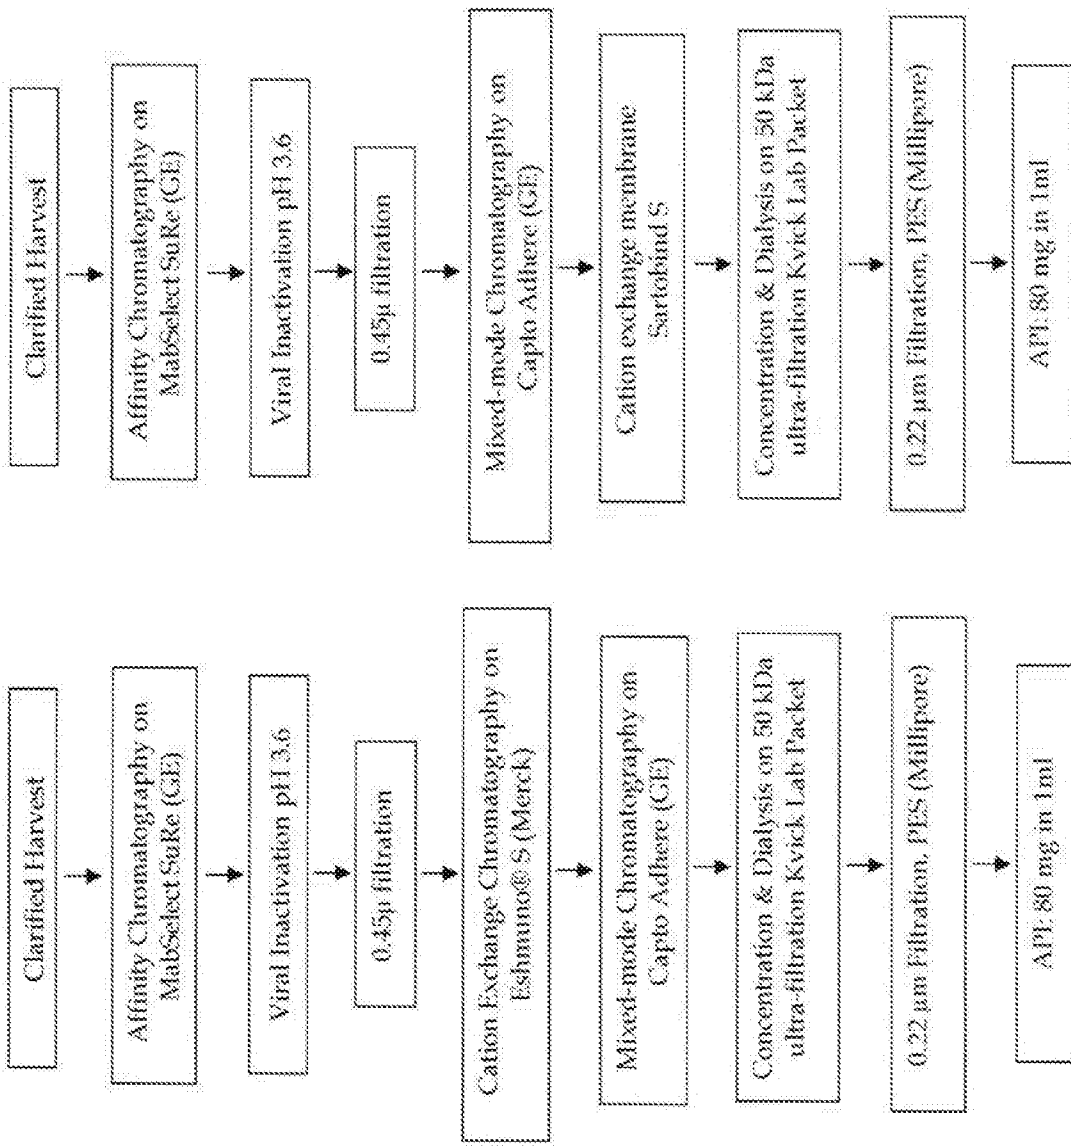 Clarified Harvest
Affinity Chromatography on
MabSelect SuRe (GE)
Viral Inactivation pH 3.6
0.45µ filtration
Cation Exchange Chromatography on
Eshmuno® S (Merck)
Mixed-mode Chromatography on
Capto Adhere (GE)
Concentration & Dialysis on 50 kDa
ultra-filtration Kvick Lab Packet
0.22 µm Filtration, PES (Millipore)
API: 80 mg in 1ml
Clarified Harvest
Affinity Chromatography on
MabSelect SuRe (GE)
Viral Inactivation pH 3.6
0.45µ filtration
Mixed-mode Chromatography on
Capto Adhere (GE)
Cation exchange membrane
Sartobind S
Concentration & Dialysis on 50 kDa
ultra-filtration Kvick Lab Packet
0.22 µm Filtration, PES (Millipore)
API: 80 mg in 1ml